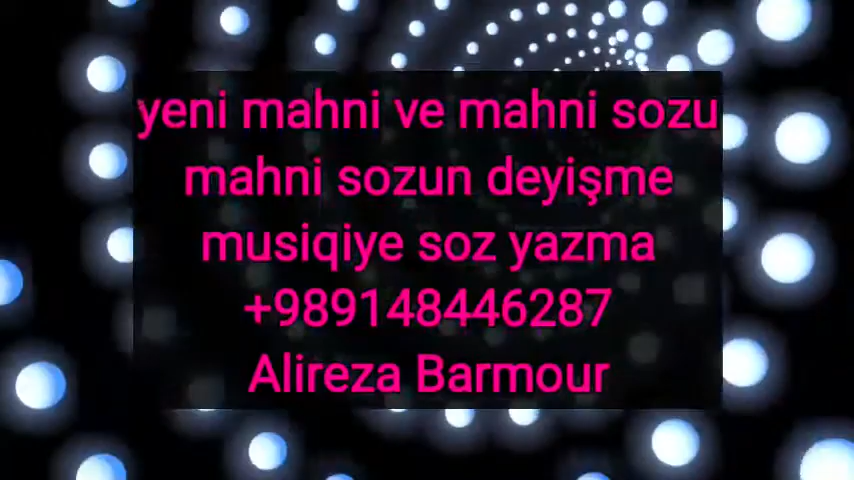 yeni mahni ve mahni sozu
mahni sozun deyişme
musiqiye soz yazma
+989148446287
Alireza Barmour